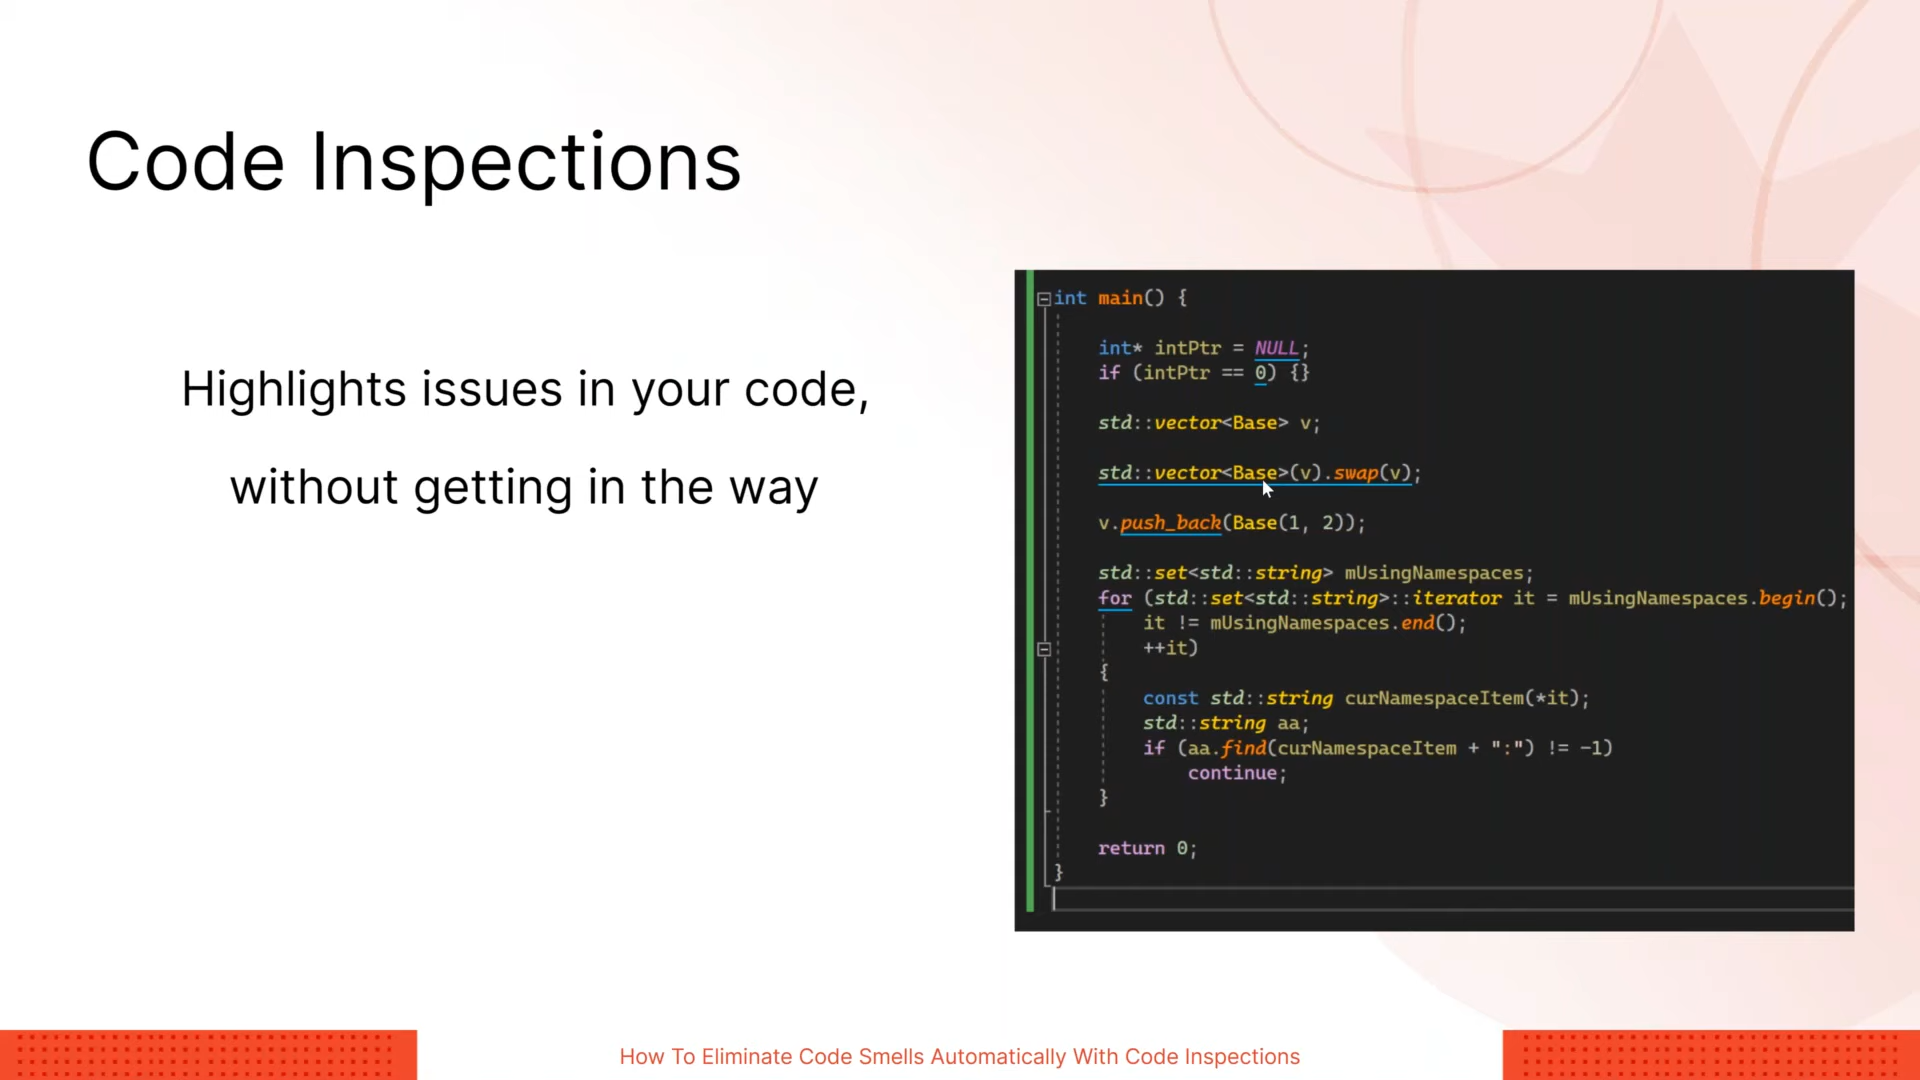 Code Inspections
Highlights issues in your code,
without getting in the way
int main() {
int* intPtr = NULL;
if (intPtr == 0) {}
std::vector<Base> v;
std::vector<Base>(v).swap(v);
v.push_back(Base(1, 2));
std::set<std::string> mUsingNamespaces;
for (std::set<std::string>::iterator it = mUsingNamespaces.begin();
it != mUsingNamespaces.end();
++it)
{
const std::string curNamespaceItem(*it);
std::string aa;
if (aa.find(curNamespaceItem + ":") != -1)
continue;
}
return 0;
}
How To Eliminate Code Smells Automatically With Code Inspections